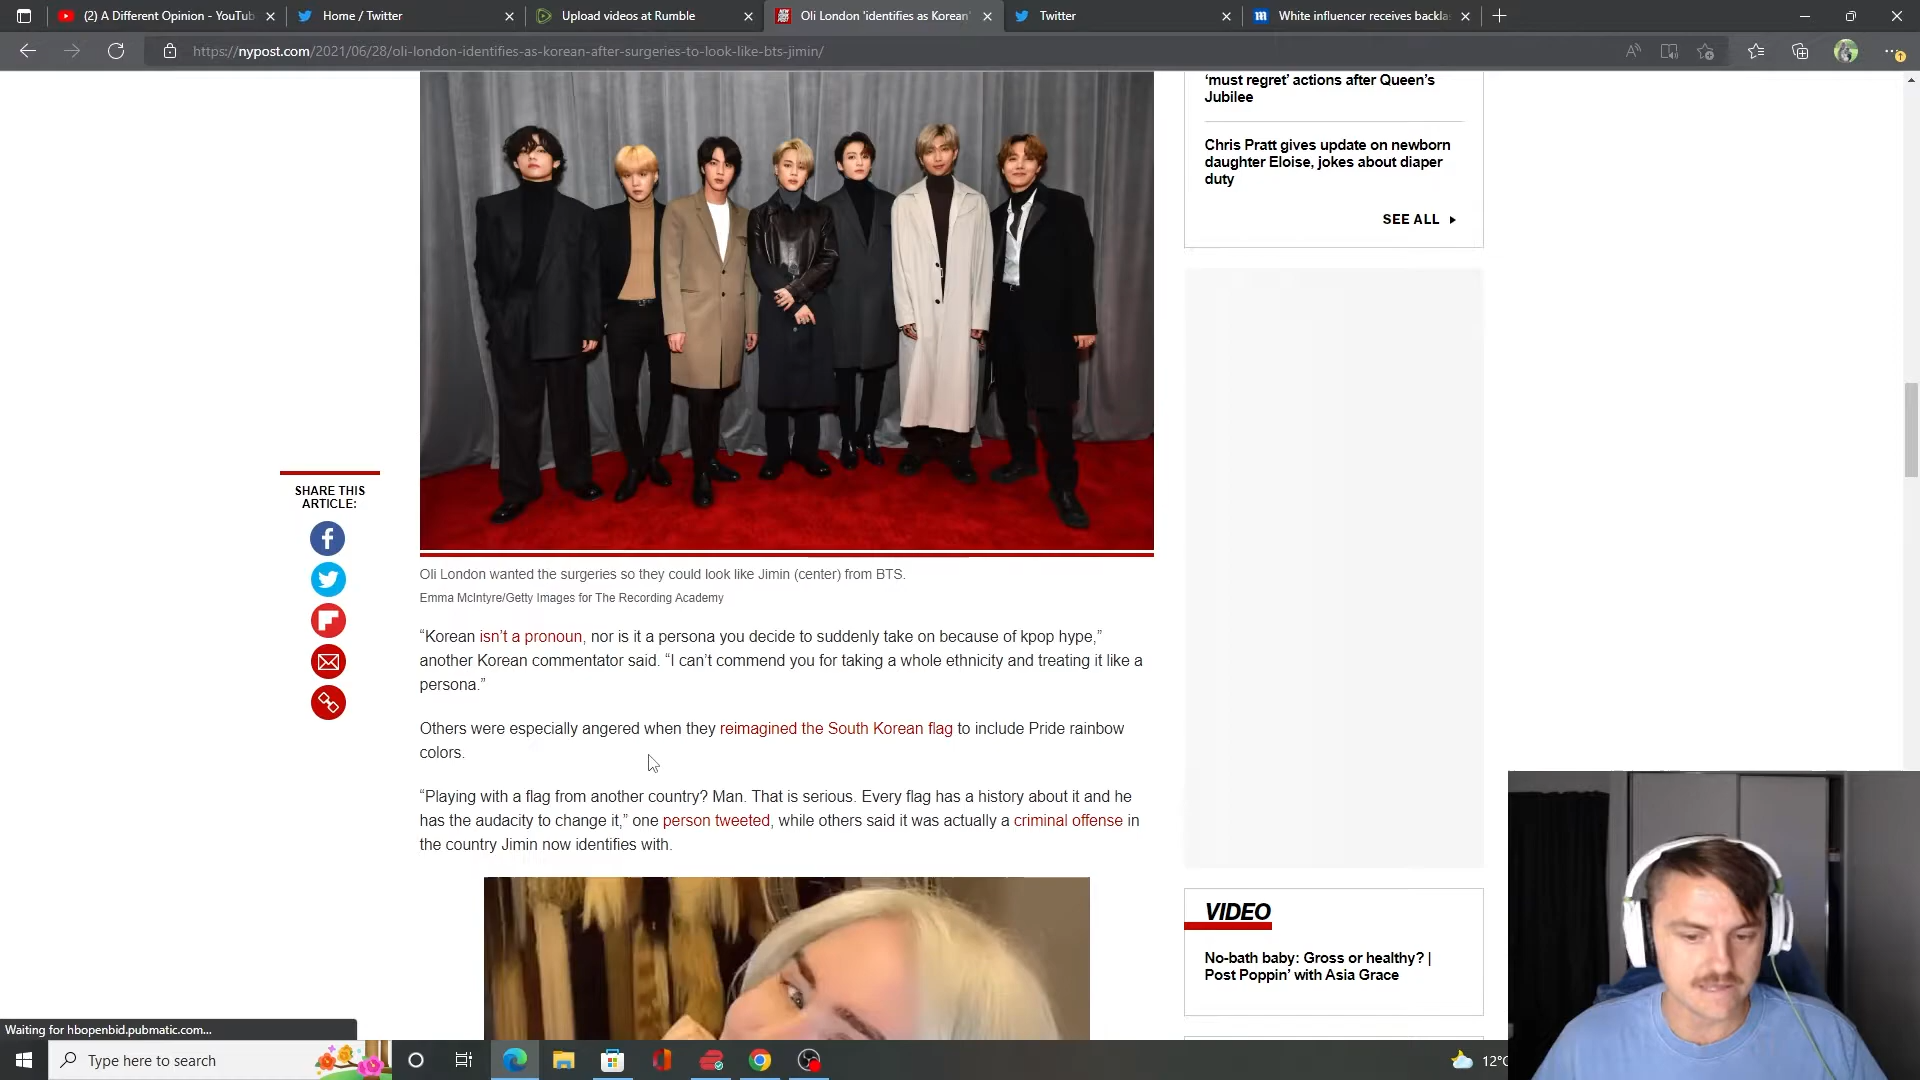 (2) A Different Opinion - YouTub
Home / Twitter
Upload videos at Rumble
Oli London 'identifies as Korean'
Twitter
White influencer receives backla
https://nypost.com/2021/06/28/oli-london-identifies-as-korean-after-surgeries-to-look-like-bts-jimin/
‘must regret’ actions after Queen’s
Jubilee
Chris Pratt gives update on newborn
daughter Eloise, jokes about diaper
duty
SEE ALL
SHARE THIS
ARTICLE:
Oli London wanted the surgeries so they could look like Jimin (center) from BTS.
Emma McIntyre/Getty Images for The Recording Academy
“Korean isn’t a pronoun, nor is it a persona you decide to suddenly take on because of kpop hype,”
another Korean commentator said. “I can’t commend you for taking a whole ethnicity and treating it like a
persona.”
Others were especially angered when they reimagined the South Korean flag to include Pride rainbow
colors.
“Playing with a flag from another country? Man. That is serious. Every flag has a history about it and he
has the audacity to change it,” one person tweeted, while others said it was actually a criminal offense in
the country Jimin now identifies with.
VIDEO
No-bath baby: Gross or healthy? |
Post Poppin’ with Asia Grace
Waiting for hbopenbid.pubmatic.com...
Type here to search
12°C